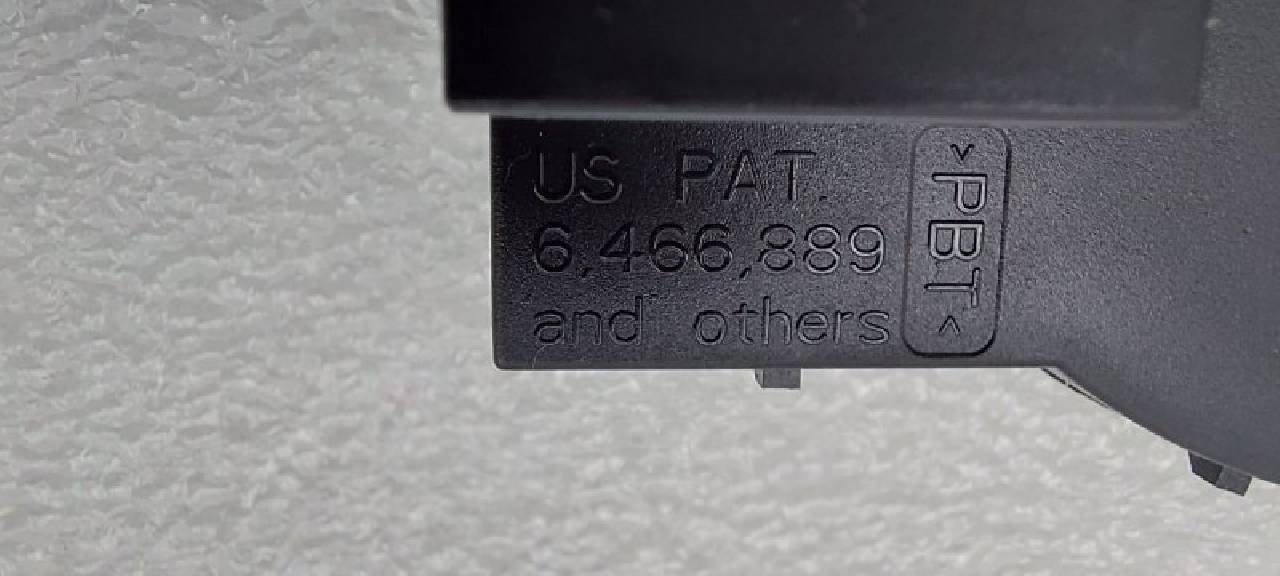 US PAT.
6,466,889
and others
>PBT<